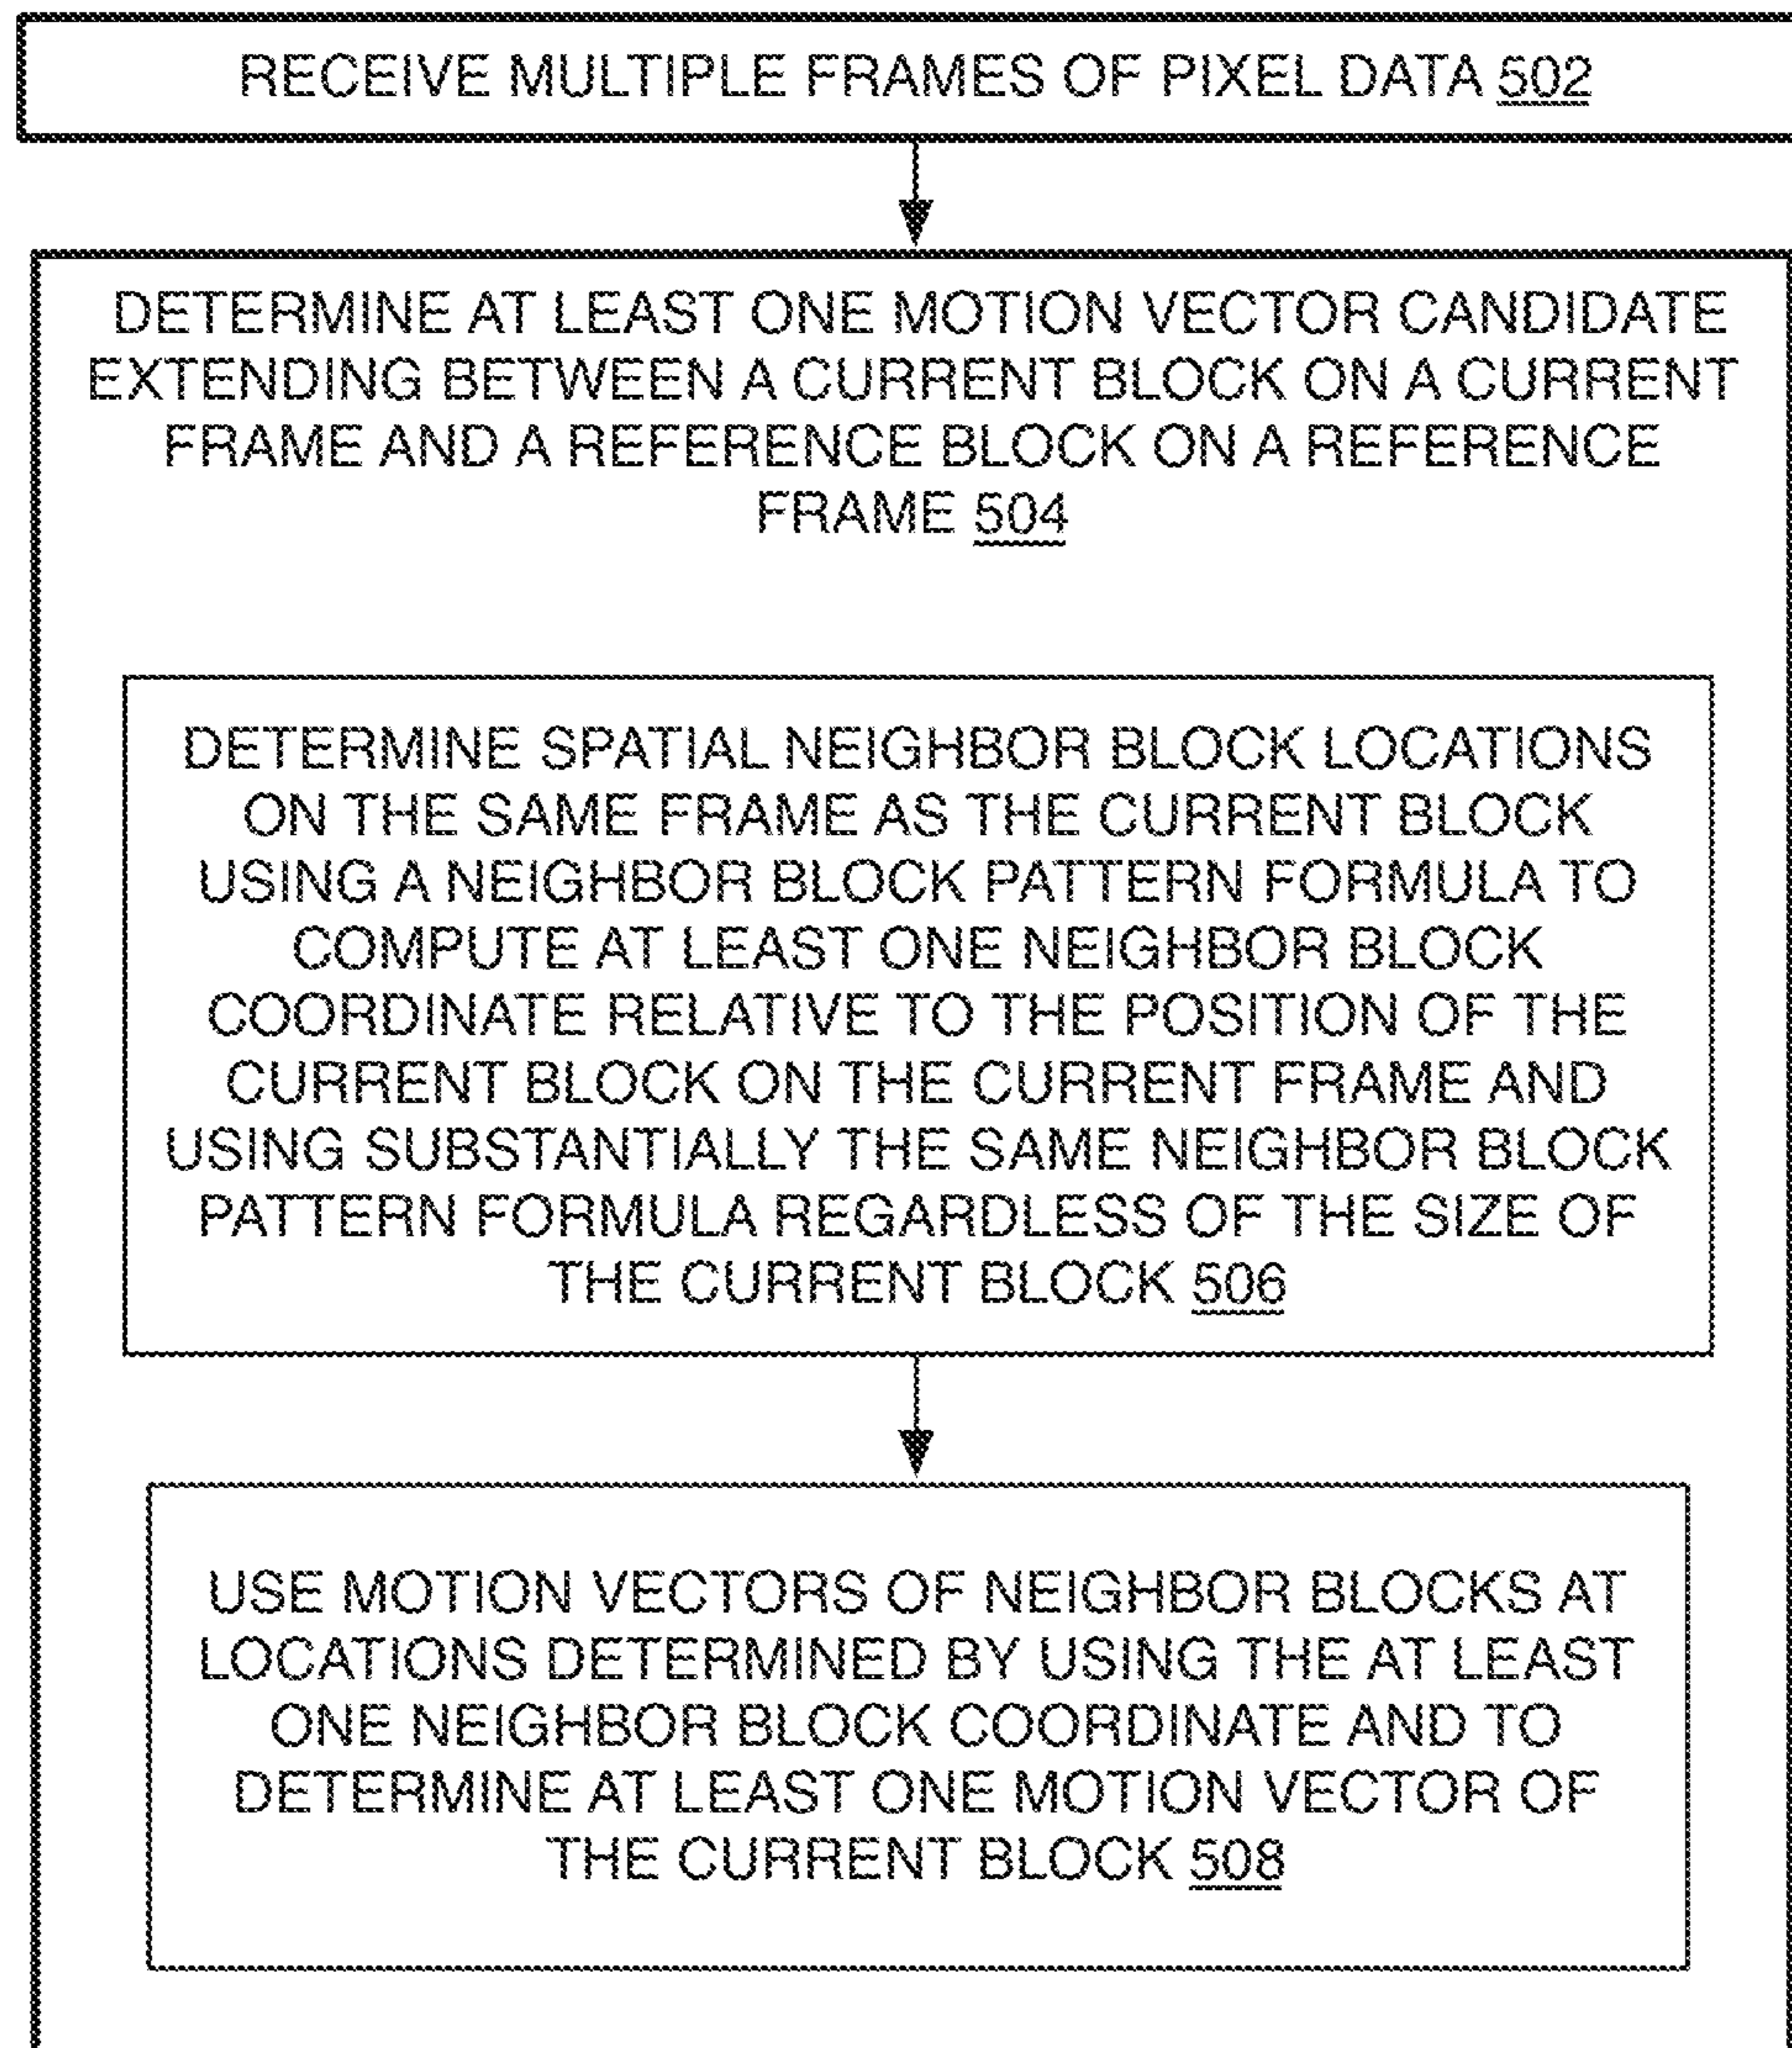 RECEIVE MULTIPLE FRAMES OF PIXEL DATA 502
DETERMINE AT LEAST ONE MOTION VECTOR CANDIDATE
EXTENDING BETWEEN A CURRENT BLOCK ON A CURRENT
FRAME AND A REFERENCE BLOCK ON A REFERENCE
FRAME 504
DETERMINE SPATIAL NEIGHBOR BLOCK LOCATIONS
ON THE SAME FRAME AS THE CURRENT BLOCK
USING A NEIGHBOR BLOCK PATTERN FORMULA TO
COMPUTE AT LEAST ONE NEIGHBOR BLOCK
COORDINATE RELATIVE TO THE POSITION OF THE
CURRENT BLOCK ON THE CURRENT FRAME AND
USING SUBSTANTIALLY THE SAME NEIGHBOR BLOCK
PATTERN FORMULA REGARDLESS OF THE SIZE OF
THE CURRENT BLOCK 506
USE MOTION VECTORS OF NEIGHBOR BLOCKS AT
LOCATIONS DETERMINED BY USING THE AT LEAST
ONE NEIGHBOR BLOCK COORDINATE AND TO
DETERMINE AT LEAST ONE MOTION VECTOR OF
THE CURRENT BLOCK 508